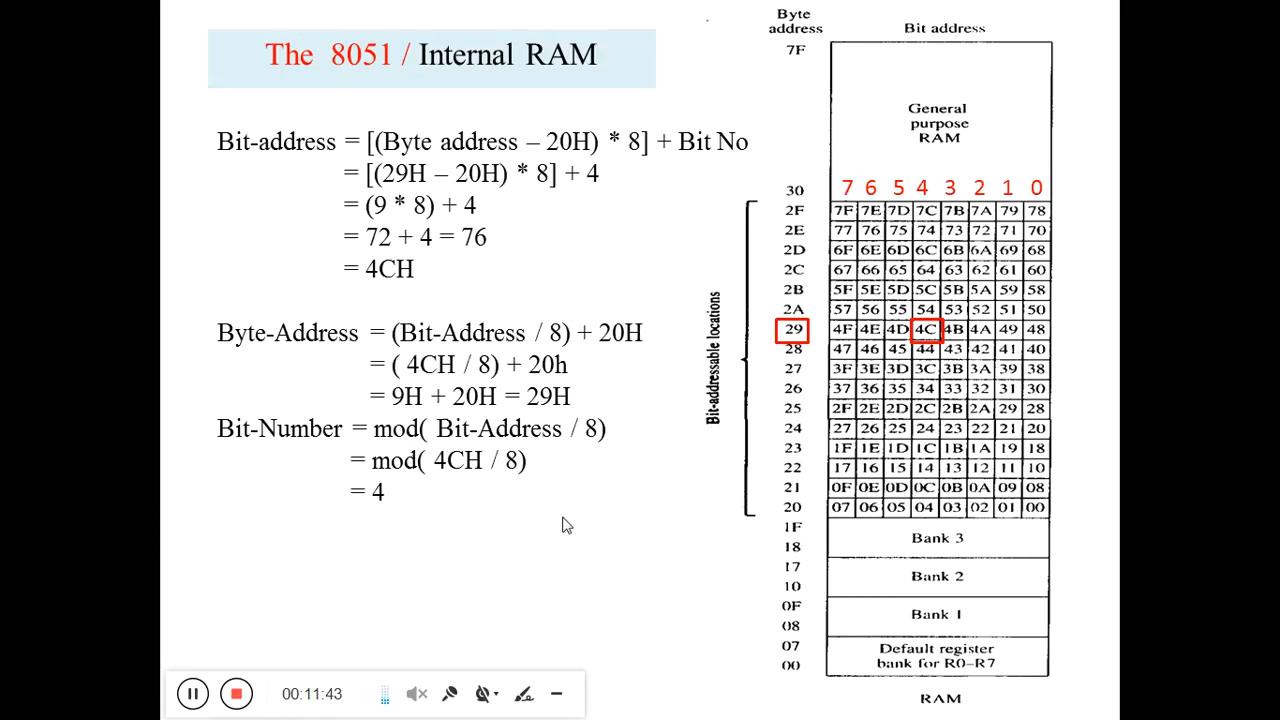 The 8051 / Internal RAM
Bit-address = [(Byte address – 20H) * 8] + Bit No
= [(29H – 20H) * 8] + 4
= (9 * 8) + 4
= 72 + 4 = 76
= 4CH
Byte-Address = (Bit-Address / 8) + 20H
= ( 4CH / 8) + 20h
= 9H + 20H = 29H
Bit-Number = mod( Bit-Address / 8)
= mod( 4CH / 8)
= 4
00:11:43
Byte
address
Bit address
7F
General
purpose
RAM
30 7 6 5 4 3 2 1 0
2F 7F 7E 7D 7C 7B 7A 79 78
2E 77 76 75 74 73 72 71 70
2D 6F 6E 6D 6C 6B 6A 69 68
2C 67 66 65 64 63 62 61 60
2B 5F 5E 5D 5C 5B 5A 59 58
2A 57 56 55 54 53 52 51 50
29 4F 4E 4D 4C 4B 4A 49 48
28 47 46 45 44 43 42 41 40
27 3F 3E 3D 3C 3B 3A 39 38
26 37 36 35 34 33 32 31 30
25 2F 2E 2D 2C 2B 2A 29 28
24 27 26 25 24 23 22 21 20
23 1F 1E 1D 1C 1B 1A 19 18
22 17 16 15 14 13 12 11 10
21 0F 0E 0D 0C 0B 0A 09 08
20 07 06 05 04 03 02 01 00
Bit-addressable locations
1F
Bank 3
18
17
Bank 2
10
0F
Bank 1
08
07
Default register
bank for R0–R7
00
RAM